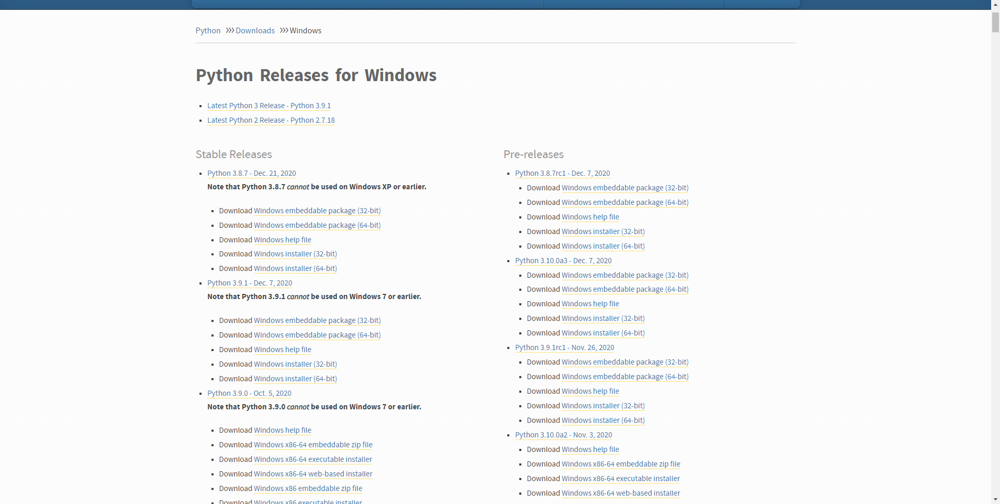 Python >>> Downloads >>> Windows
Python Releases for Windows
Latest Python 3 Release - Python 3.9.1
Latest Python 2 Release - Python 2.7.18
Stable Releases
Python 3.8.7 - Dec. 21, 2020
Note that Python 3.8.7 cannot be used on Windows XP or earlier.
Download Windows embeddable package (32-bit)
Download Windows embeddable package (64-bit)
Download Windows help file
Download Windows installer (32-bit)
Download Windows installer (64-bit)
Python 3.9.1 - Dec. 7, 2020
Note that Python 3.9.1 cannot be used on Windows 7 or earlier.
Download Windows embeddable package (32-bit)
Download Windows embeddable package (64-bit)
Download Windows help file
Download Windows installer (32-bit)
Download Windows installer (64-bit)
Python 3.9.0 - Oct. 5, 2020
Note that Python 3.9.0 cannot be used on Windows 7 or earlier.
Download Windows help file
Download Windows x86-64 embeddable zip file
Download Windows x86-64 executable installer
Download Windows x86-64 web-based installer
Download Windows x86 embeddable zip file
Download Windows x86 executable installer
Pre-releases
Python 3.8.7rc1 - Dec. 7, 2020
Download Windows embeddable package (32-bit)
Download Windows embeddable package (64-bit)
Download Windows help file
Download Windows installer (32-bit)
Download Windows installer (64-bit)
Python 3.10.0a3 - Dec. 7, 2020
Download Windows embeddable package (32-bit)
Download Windows embeddable package (64-bit)
Download Windows help file
Download Windows installer (32-bit)
Download Windows installer (64-bit)
Python 3.9.1rc1 - Nov. 26, 2020
Download Windows embeddable package (32-bit)
Download Windows embeddable package (64-bit)
Download Windows help file
Download Windows installer (32-bit)
Download Windows installer (64-bit)
Python 3.10.0a2 - Nov. 3, 2020
Download Windows help file
Download Windows x86-64 embeddable zip file
Download Windows x86-64 executable installer
Download Windows x86-64 web-based installer